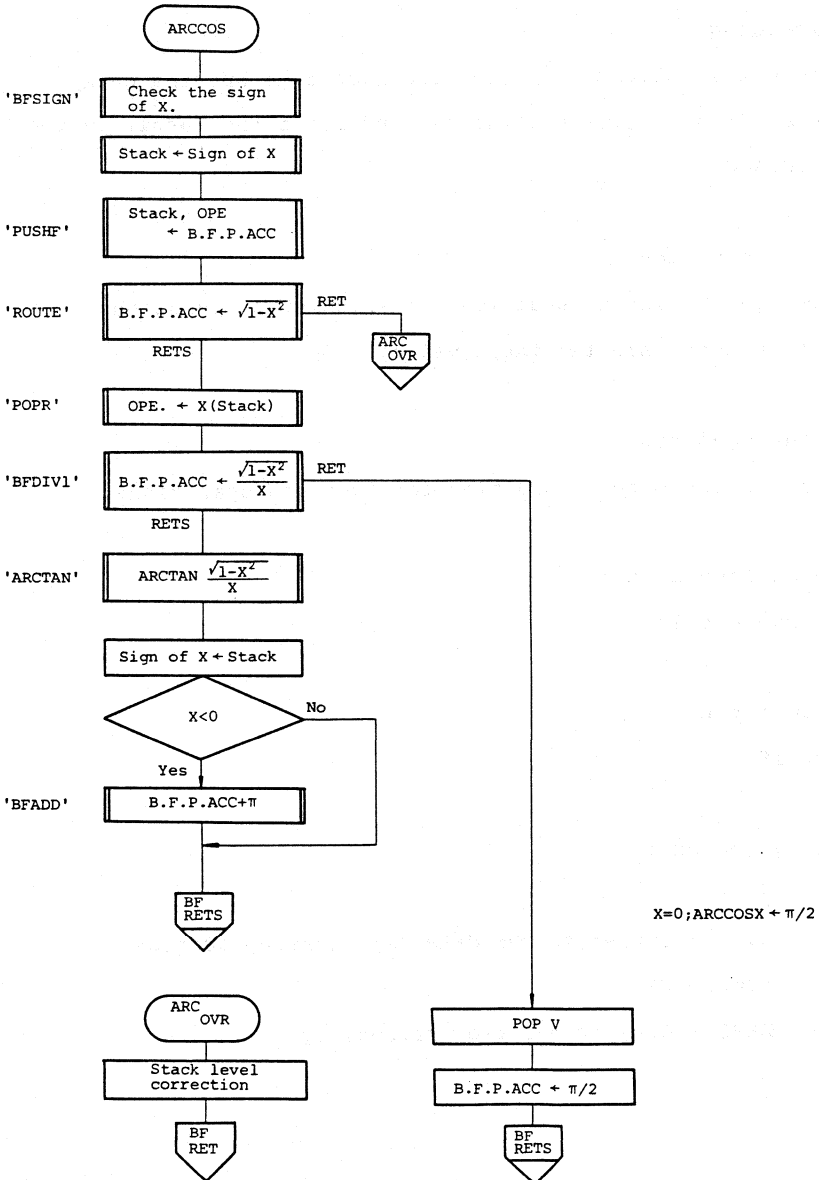 ARCCOS
'BFSIGN'
Check the sign
of X.
Stack ← Sign of X
'PUSHF'
Stack, OPE
← B.F.P.ACC
'ROUTE'
B.F.P.ACC ← √1-X²
RET
RETS
ARC
OVR
'POPR'
OPE. ← X(Stack)
'BFDIV1'
B.F.P.ACC ← √1-X²
X
RET
RETS
'ARCTAN'
ARCTAN √1-X²
X
Sign of X ← Stack
X<0
No
Yes
'BFADD'
B.F.P.ACC+π
BF
RETS
X=0;ARCCOSX ← π/2
ARC
OVR
Stack level
correction
BF
RET
POP V
B.F.P.ACC ← π/2
BF
RETS